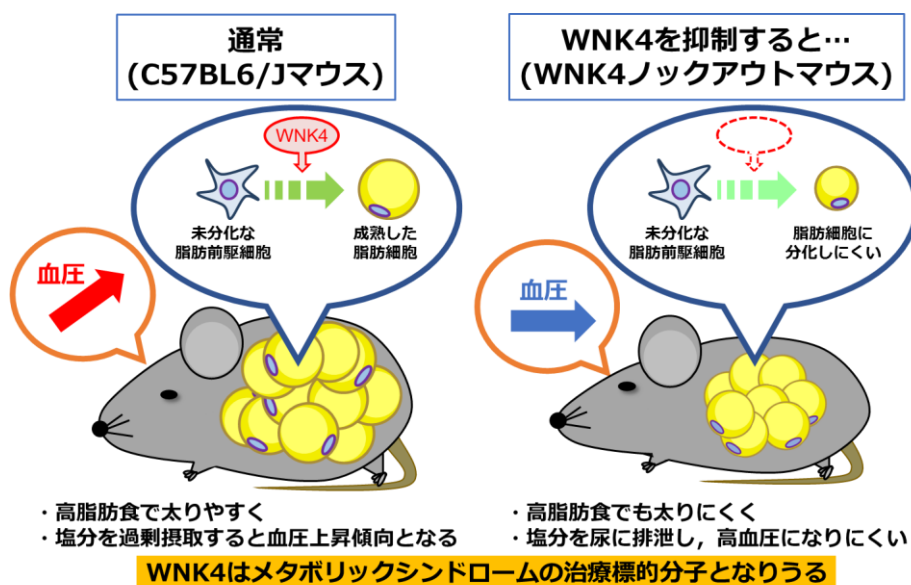 通常
(C57BL6/Jマウス)
WNK4
未分化な
脂肪前駆細胞
成熟した
脂肪細胞
血圧
・高脂肪食で太りやすく
・塩分を過剰摂取すると血圧上昇傾向となる
WNK4を抑制すると…
(WNK4ノックアウトマウス)
未分化な
脂肪前駆細胞
脂肪細胞に
分化しにくい
血圧
・高脂肪食でも太りにくく
・塩分を尿に排泄し，高血圧になりにくい
WNK4はメタボリックシンドロームの治療標的分子となりうる